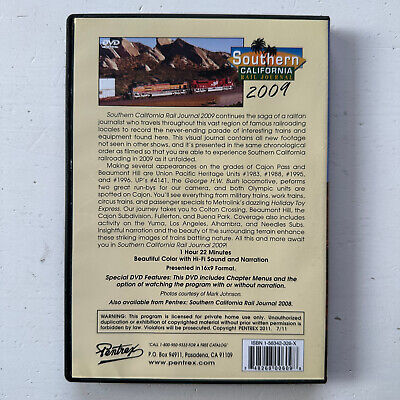 DVD
Southern
CALIFORNIA
RAIL JOURNAL
2009
Southern California Rail Journal 2009 continues the saga of a railfan
journalist who travels throughout this vast region of famous railroading
locales to record the never-ending parade of interesting trains and
equipment found here. This visual journal contains all new footage
not seen in other shows, and it's presented in the same chronological
order as filmed so that you are able to experience Southern California
railroading in 2009 as it unfolded.
Making several appearances on the grades of Cajon Pass and
Beaumont Hill are Union Pacific Heritage Units #1983, #1988, #1995,
and #1996. UP's #4141, the George H.W. Bush locomotive, performs
two great run-bys for our camera, and both Olympic units are
spotted on Cajon. You'll see everything from military trains, work trains,
circus trains, and passenger specials to Metrolink's dazzling Holiday Toy
Express. Our journey takes you to Colton Crossing, Beaumont Hill, the
Cajon Subdivision, Fullerton, and Buena Park. Coverage also includes
activity on the Yuma, Los Angeles, Alhambra, and Needles Subs.
Insightful narration and the beauty of the surrounding terrain enhance
these striking images of trains battling nature. All this and more await
you in Southern California Rail Journal 2009!
1 Hour 22 Minutes
Beautiful Color with Hi-Fi Sound and Narration
Presented in 16x9 Format.
Special DVD Features: This DVD includes Chapter Menus and the
option of watching the program with or without narration.
Photos courtesy of Mark Johnson.
Also available from Pentrex: Southern California Rail Journal 2008.
WARNING: This program is licensed for private home use only. Unauthorized
duplication or exhibition of copyrighted material without prior written permission is
forbidden by law. Violators will be prosecuted. Copyright PENTREX 2011. 7/11
Pentrex
"CALL 1-800-950-9333 FOR A FREE CATALOG"
P.O. Box 94911, Pasadena, CA 91109
www.pentrex.com
ISBN 1-56342-328-X